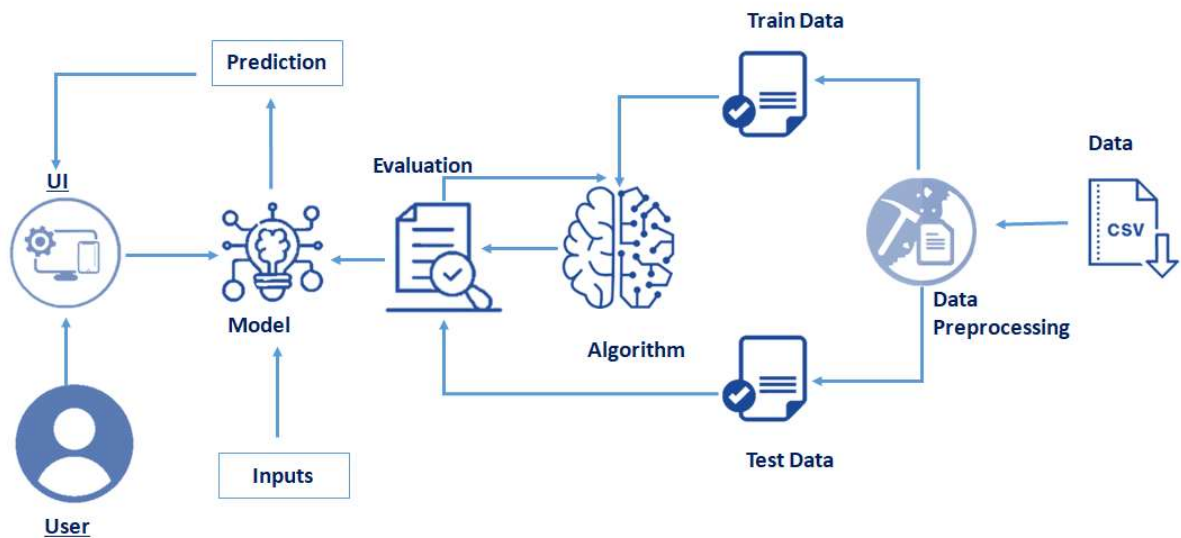 Train Data
Prediction
Data
Evaluation
UI
CSV
Data
Preprocessing
Model
Algorithm
Test Data
Inputs
User